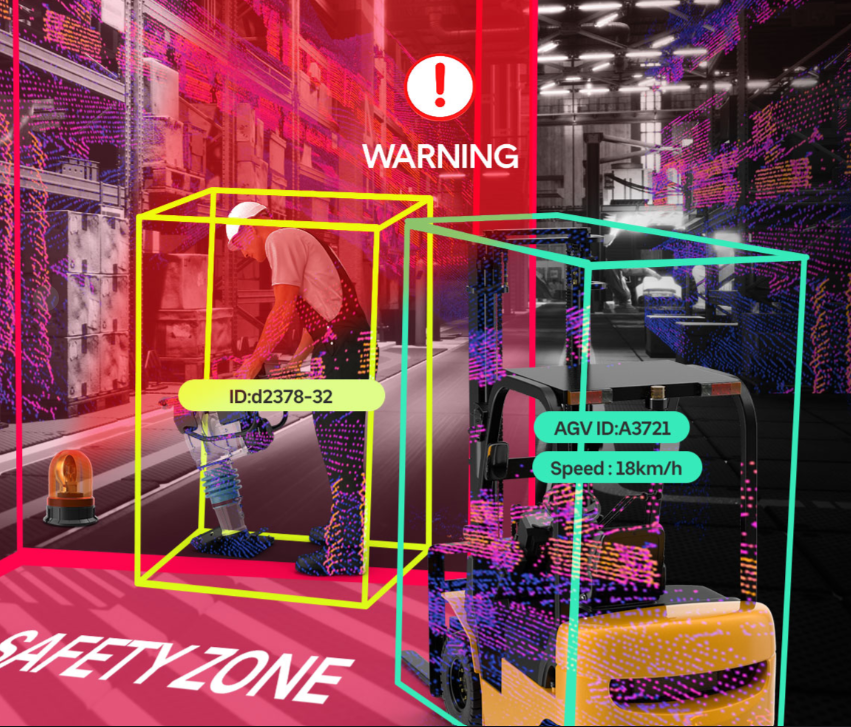 WARNING
ID:d2378-32
AGV ID:A3721
Speed : 18km/h
SAFETY ZONE